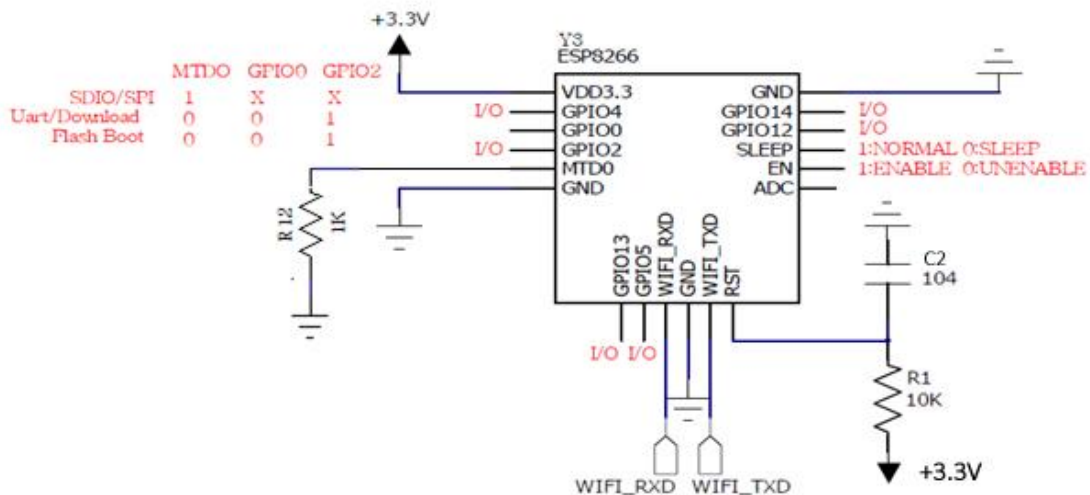 +3.3V
Y3
ESP8266
MTDO GPIO0 GPIO2
SDIO/SPI 1 X X
Uart/Download 0 0 1
Flash Boot 0 0 1
I/O
I/O
VDD3.3
GPIO4
GPIO0
GPIO2
MTD0
GND
GND
GPIO14
GPIO12
SLEEP
EN
ADC
I/O
I/O
1:NORMAL 0:SLEEP
1:ENABLE 0:UNENABLE
R12
1K
GPIO13
GPIO5
WIFI_RXD
GND
WIFI_TXD
RST
I/O I/O
C2
104
R1
10K
+3.3V
WIFI_RXD WIFI_TXD